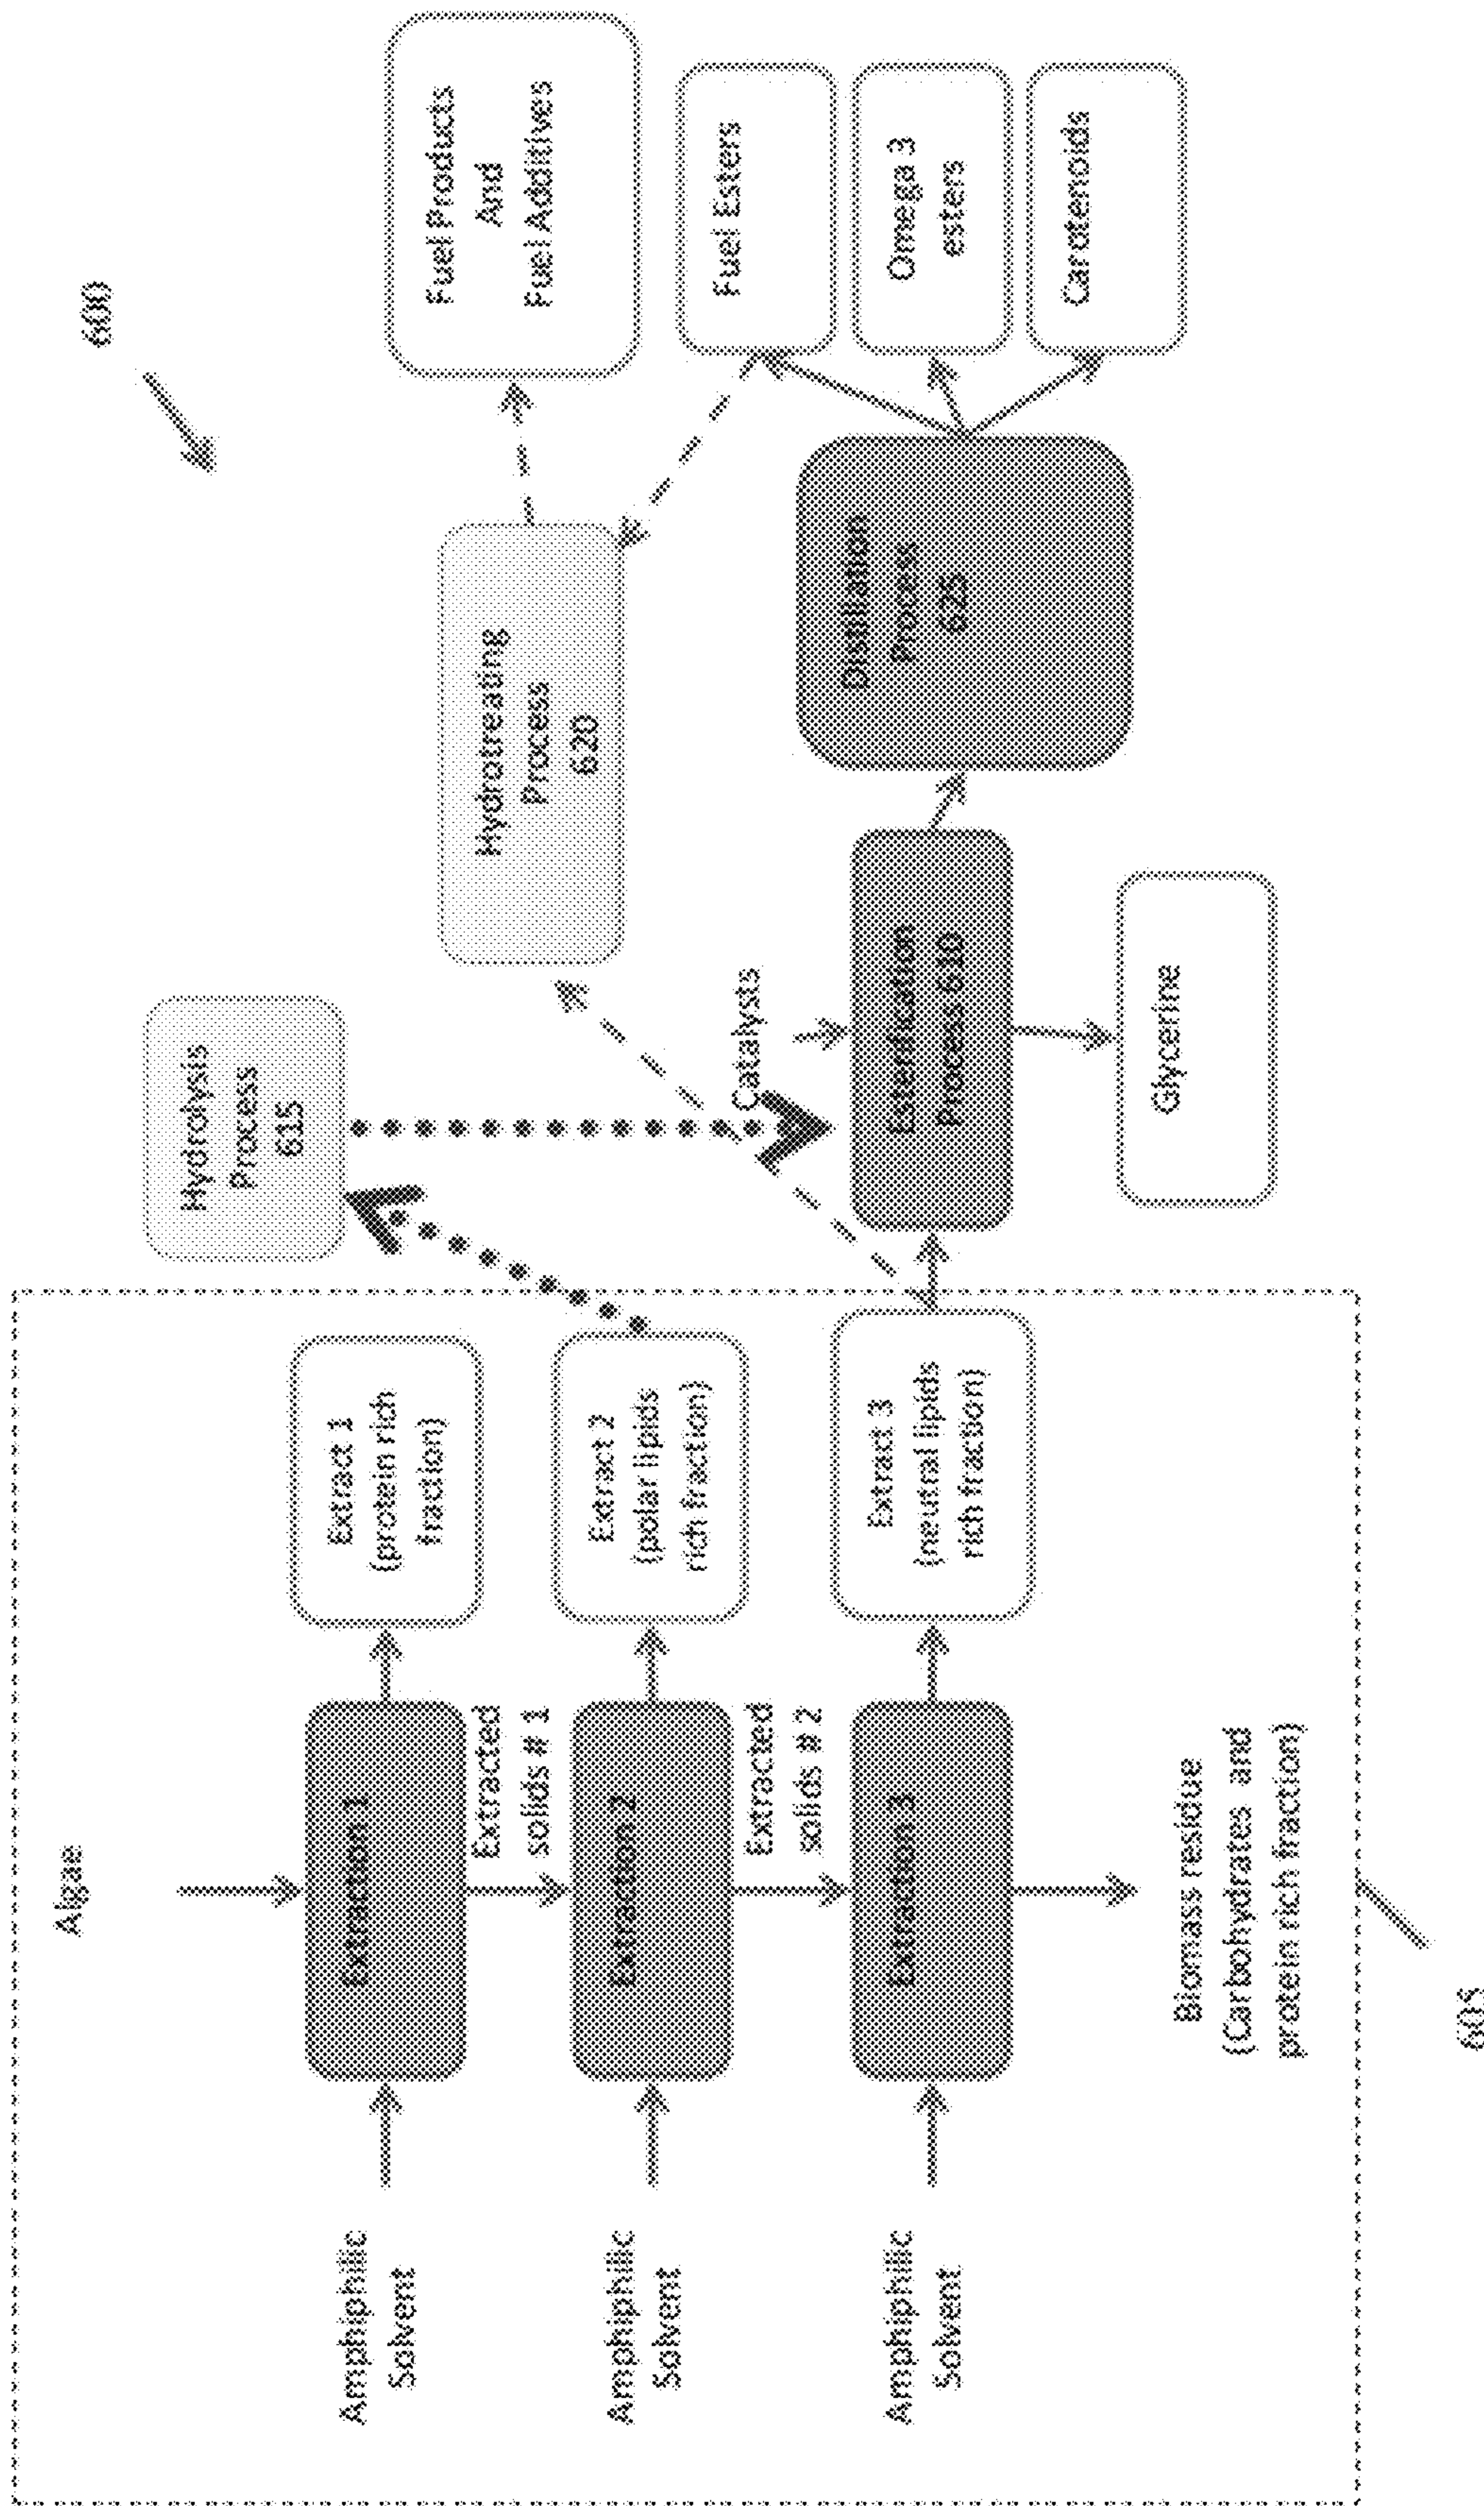 600
Algae
Amphiphilic
Solvent
Extraction 1
Extract 1
(protein rich
fraction)
Extracted
solids # 1
Amphiphilic
Solvent
Extraction 2
Extract 2
(polar lipids
rich fraction)
Extracted
solids # 2
Amphiphilic
Solvent
Extraction 3
Extract 3
(neutral lipids
rich fraction)
Biomass residue
(Carbohydrates and
protein rich fraction)
605
Hydrolysis
Process
615
Catalysts
Esterification
Process 610
Glycerine
Hydrotreating
Process
620
Distillation
Process
625
Fuel Products
And
Fuel Additives
Fuel Esters
Omega 3
esters
Carotenoids